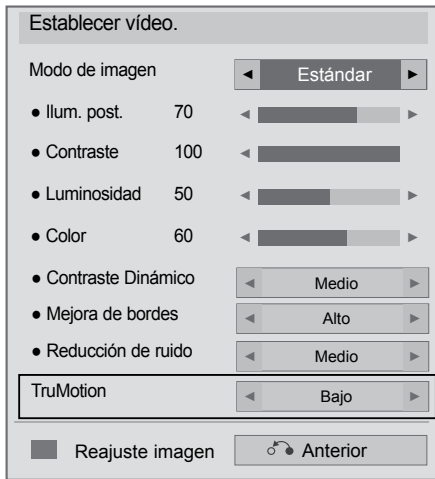 Establecer vídeo.
Modo de imagen ◄ Estándar ►
● Ilum. post. 70 ◄ ►
● Contraste 100 ◄
● Luminosidad 50 ◄ ►
● Color 60 ◄ ►
● Contraste Dinámico ◄ Medio ►
● Mejora de bordes ◄ Alto ►
● Reducción de ruido ◄ Medio ►
TruMotion ◄ Bajo ►
Reajuste imagen Anterior